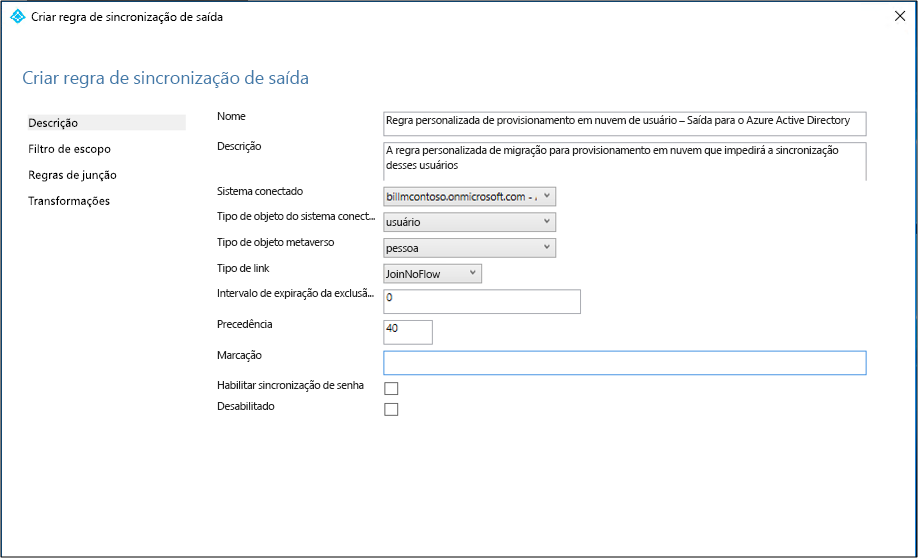 Criar regra de sincronização de saída
Criar regra de sincronização de saída
Descrição
Filtro de escopo
Regras de junção
Transformações
Nome
Regra personalizada de provisionamento em nuvem de usuário – Saída para o Azure Active Directory
Descrição
A regra personalizada de migração para provisionamento em nuvem que impedirá a sincronização
desses usuários
Sistema conectado
billmcontoso.onmicrosoft.com -
Tipo de objeto do sistema conect...
usuário
Tipo de objeto metaverso
pessoa
Tipo de link
JoinNoFlow
Intervalo de expiração da exclusã...
0
Precedência
40
Marcação
Habilitar sincronização de senha
Desabilitado